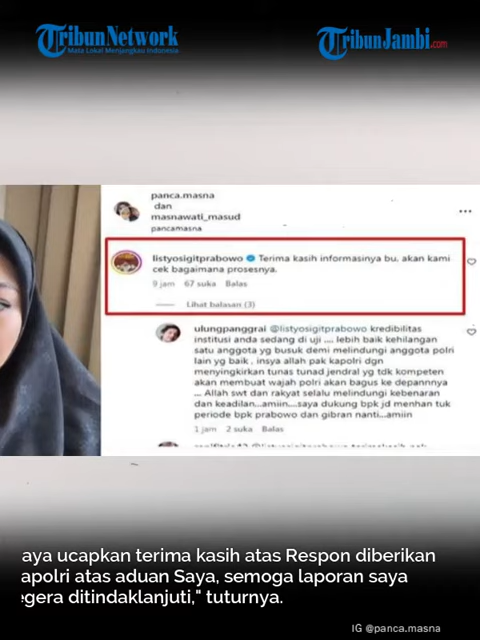 TribunNetwork
Mata Lokal Menjangkau Indonesia
TribunJambi.com
panca.masna
dan
masnawati_masud
pancamasna
listyosigitprabowo Terima kasih informasinya bu, akan kami
cek bagaimana prosesnya.
9 jam 67 suka Balas
Lihat balasan (3)
ulungpanggrai @listyosigitprabowo kredibilitas
institusi anda sedang di uji .... lebih baik kehilangan
satu anggota yg busuk demi melindungi anggota polri
lain yg baik , insya allah pak kapolri dgn
menyingkirkan tunas tunad jendral yg tdk kompeten
akan membuat wajah polri akan bagus ke depannnya
... Allah swt dan rakyat selalu melindungi kebenaran
dan keadilan...amiin....saya dukung bpk jd menhan tuk
periode bpk prabowo dan gibran nanti...amiin
1 jam 2 suka Balas
aya ucapkan terima kasih atas Respon diberikan
apolri atas aduan Saya, semoga laporan saya
egera ditindaklanjuti," tuturnya.
IG @panca.masna